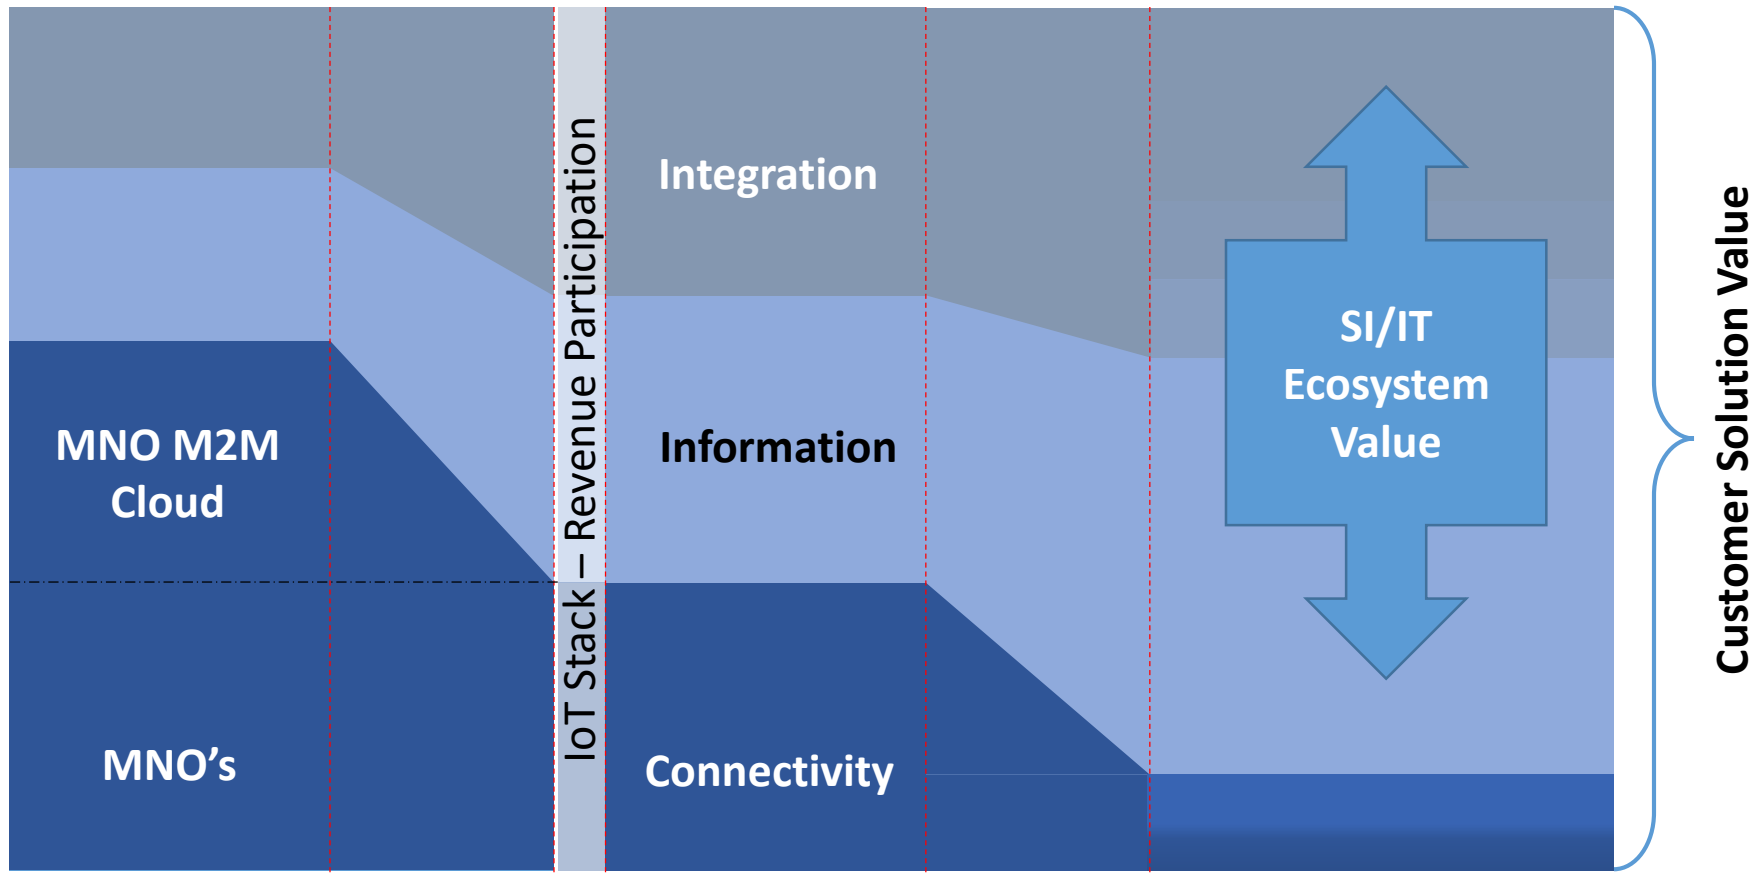 MNO M2M
Cloud
MNO’s
IoT Stack – Revenue Participation
Integration
Information
Connectivity
SI/IT
Ecosystem
Value
Customer Solution Value